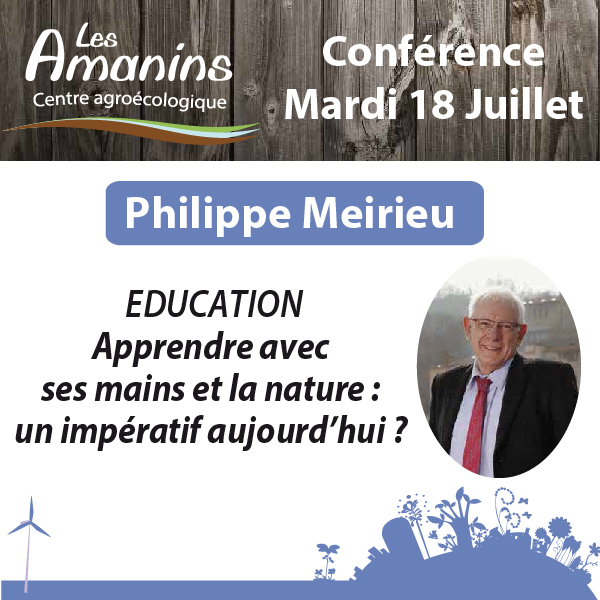 Les
Amanins
Centre agroécologique
Conférence
Mardi 18 Juillet
Philippe Meirieu
EDUCATION
Apprendre avec
ses mains et la nature :
un impératif aujourd’hui ?